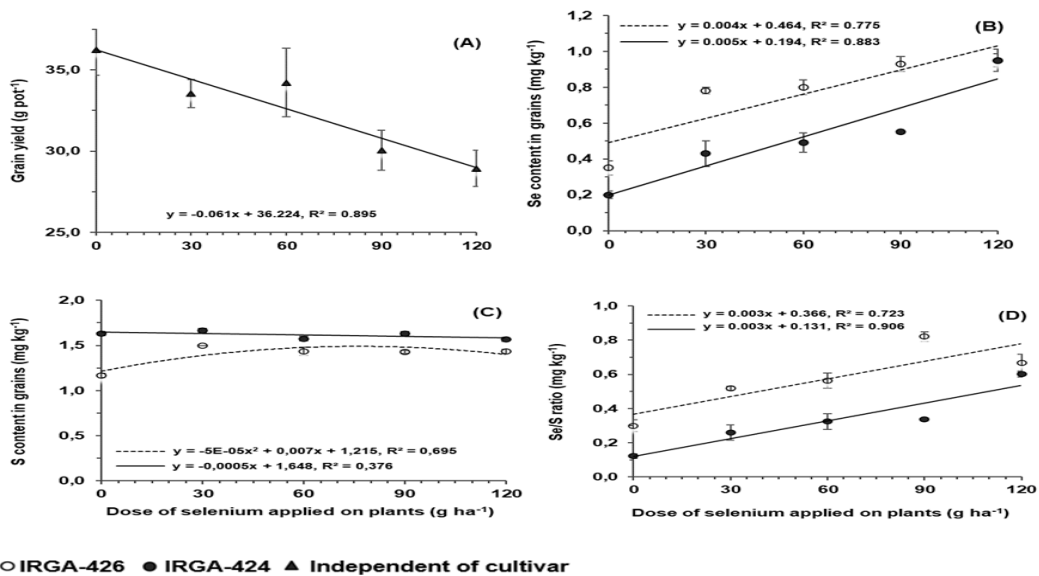 (A)
Grain yield (g pot⁻¹)
35,0
30,0
25,0
y = -0.061x + 36.224, R² = 0.895
0 30 60 90 120
(B)
Se content in grains (mg kg⁻¹)
1,2
1,0
0,8
0,6
0,4
0,2
0,0
y = 0.004x + 0.464, R² = 0.775
y = 0.005x + 0.194, R² = 0.883
0 30 60 90 120
(C)
S content in grains (mg kg⁻¹)
2,0
1,5
1,0
0,5
0,0
y = -5E-05x² + 0,007x + 1,215, R² = 0,695
y = -0,0005x + 1,648, R² = 0,376
0 30 60 90 120
Dose of selenium applied on plants (g ha⁻¹)
(D)
Se/S ratio (mg kg⁻¹)
1,0
0,8
0,6
0,4
0,2
0,0
y = 0.003x + 0.366, R² = 0.723
y = 0.003x + 0.131, R² = 0.906
0 30 60 90 120
Dose of selenium applied on plants (g ha⁻¹)
○ IRGA-426 ● IRGA-424 ▲ Independent of cultivar